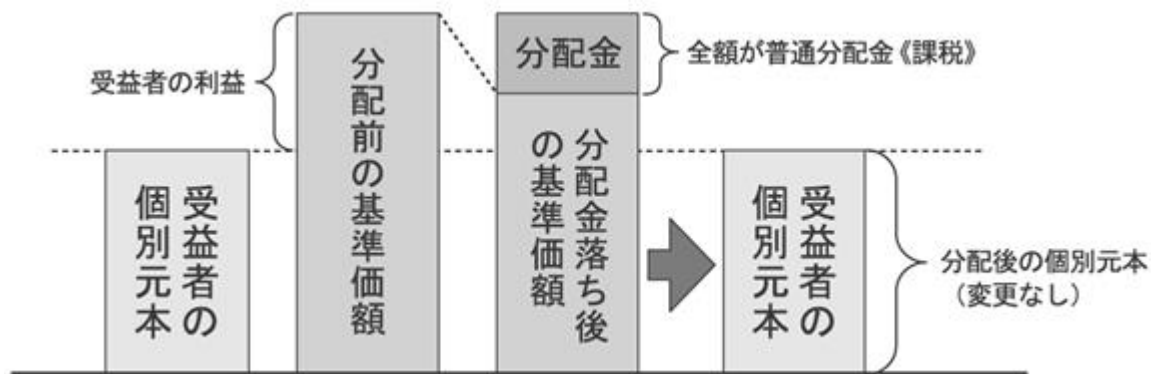 受益者の利益
受益者の
個別元本
分配前の基準価額
分配金
全額が普通分配金《課税》
分配金落ち後
の基準価額
受益者の
個別元本
分配後の個別元本
（変更なし）